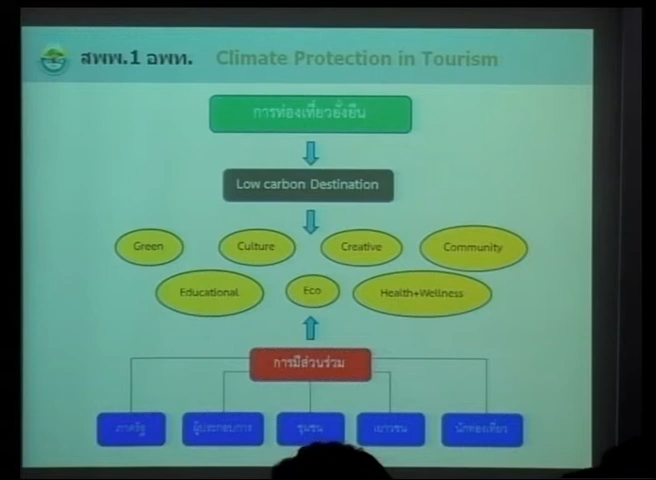 สพพ.1 อพท. Climate Protection in Tourism
การท่องเที่ยวยั่งยืน
Low carbon Destination
Green Culture Creative Community
Educational Eco Health+Wellness
การมีส่วนร่วม
ภาครัฐ ผู้ประกอบการ ชุมชน เยาวชน นักท่องเที่ยว